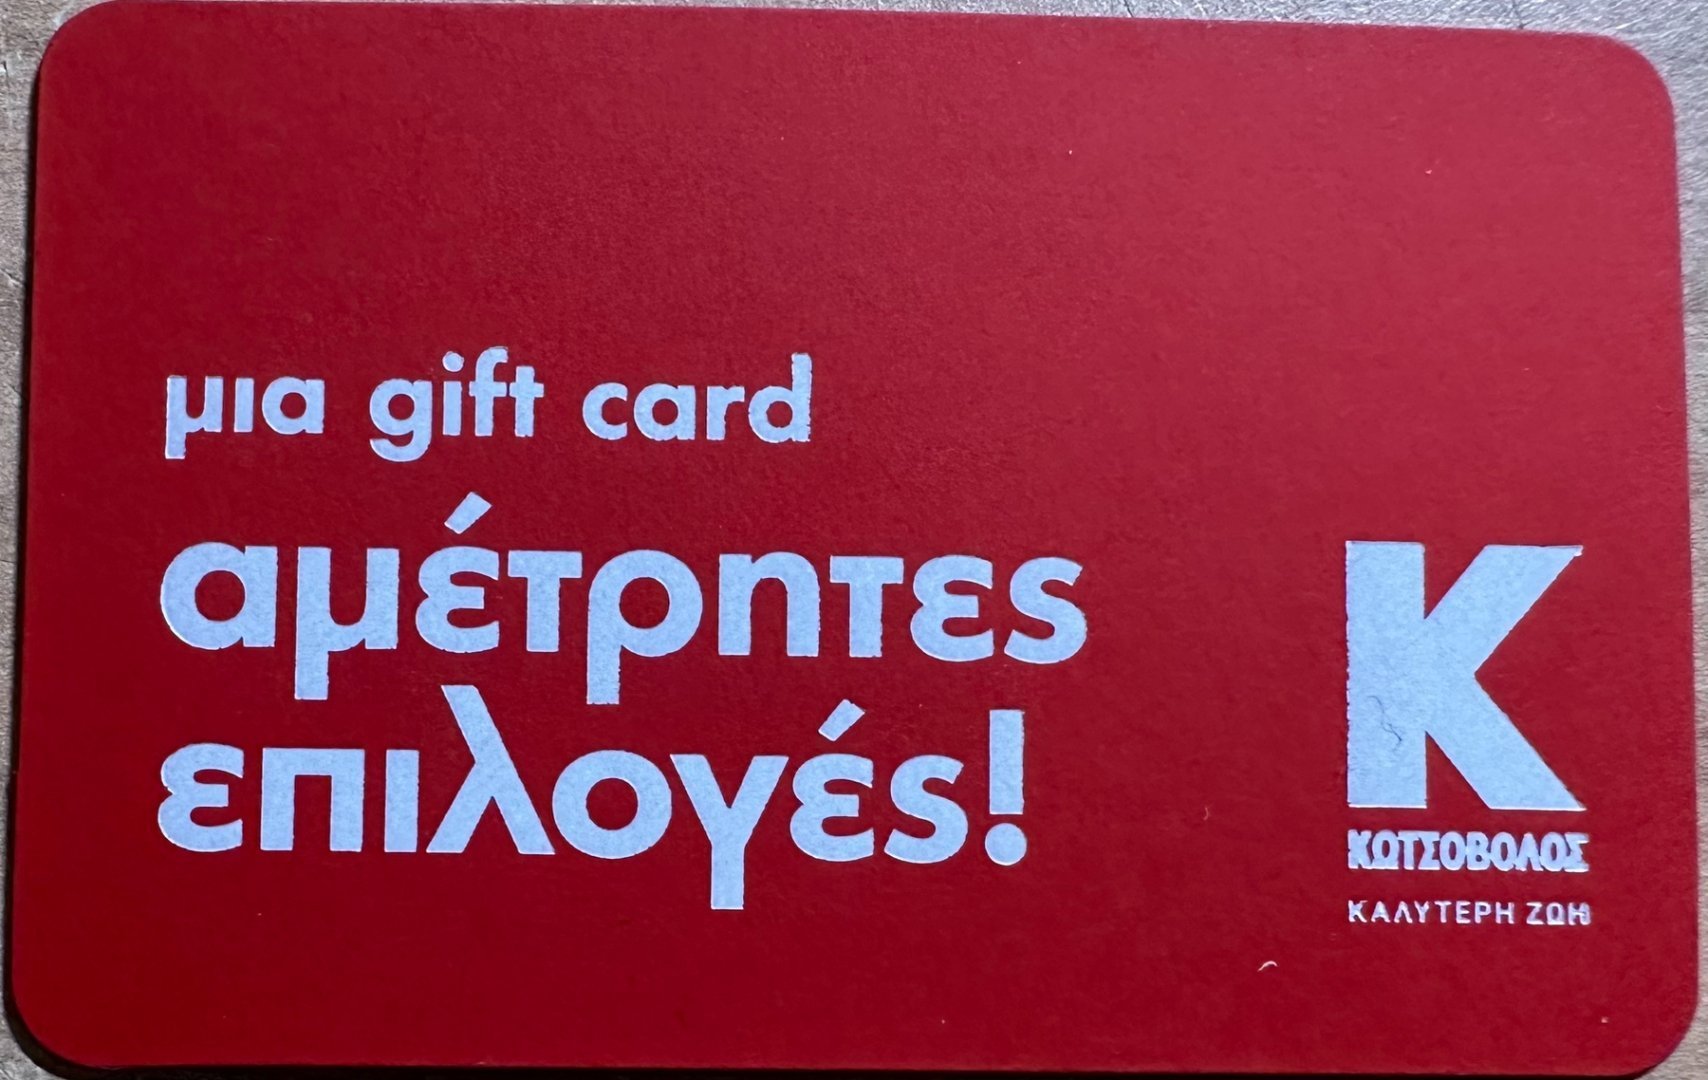 μια gift card
αμέτρητες
επιλογές!
Κ
ΚΩΤΣΟΒΟΛΟΣ
ΚΑΛΥΤΕΡΗ ΖΩΗ